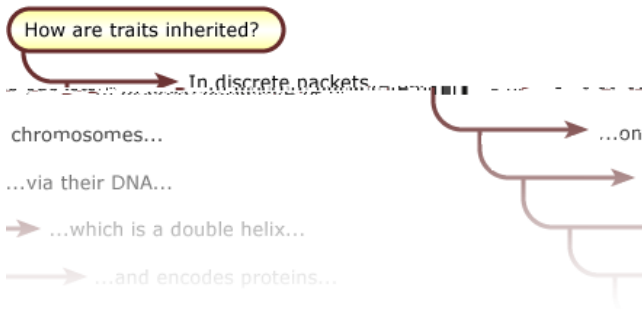 How are traits inherited?
In discrete packets
chromosomes...
...on
...via their DNA...
...which is a double helix...
...and encodes proteins...